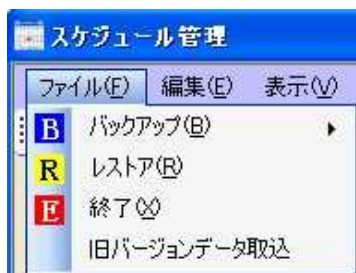 スケジュール管理
ファイル(F) 編集(E) 表示(V)
B バックアップ(B)
R レストア(R)
E 終了(X)
旧バージョンデータ取込